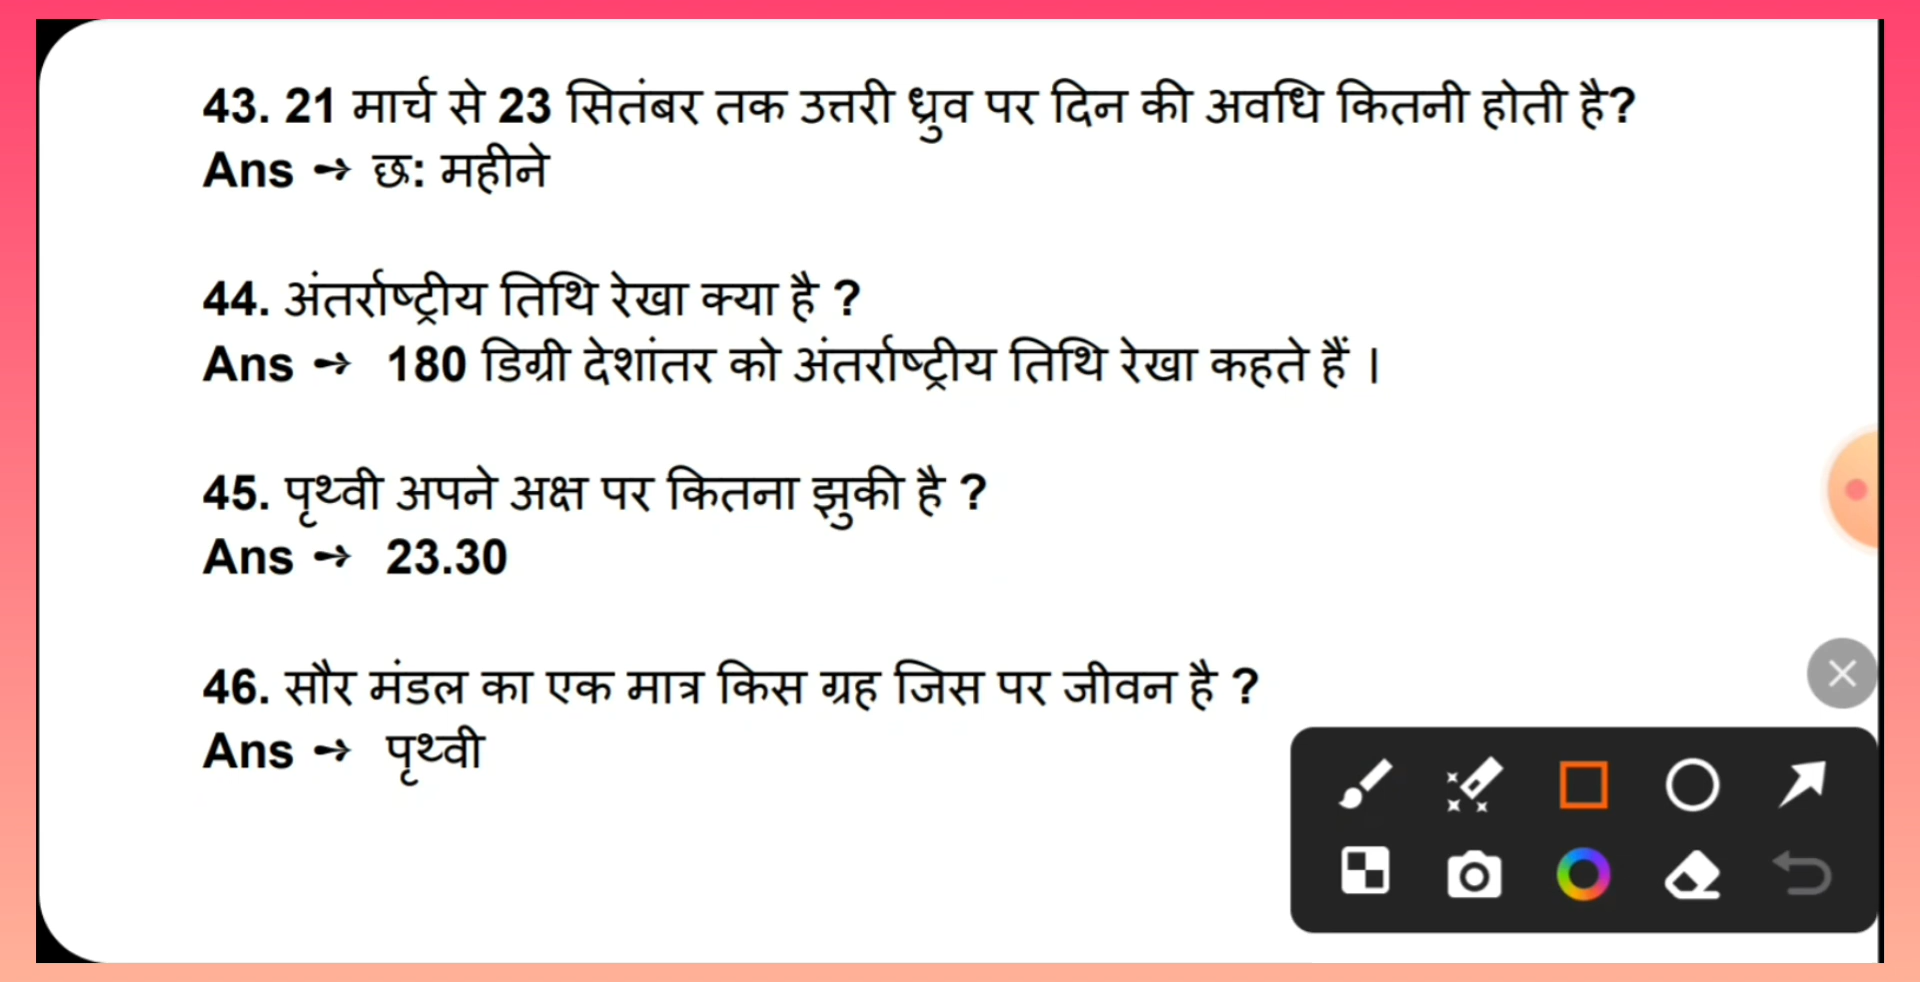 43. 21 मार्च से 23 सितंबर तक उत्तरी ध्रुव पर दिन की अवधि कितनी होती है?
Ans ➙ छ: महीने
44. अंतर्राष्ट्रीय तिथि रेखा क्या है ?
Ans ➙ 180 डिग्री देशांतर को अंतर्राष्ट्रीय तिथि रेखा कहते हैं ।
45. पृथ्वी अपने अक्ष पर कितना झुकी है ?
Ans ➙ 23.30
46. सौर मंडल का एक मात्र किस ग्रह जिस पर जीवन है ?
Ans ➙ पृथ्वी